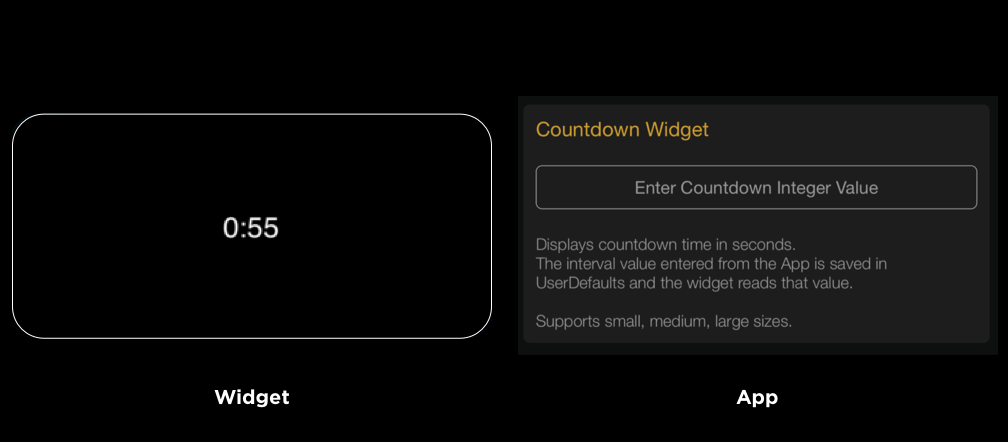 0:55
Countdown Widget
Enter Countdown Integer Value
Displays countdown time in seconds.
The interval value entered from the App is saved in
UserDefaults and the widget reads that value.
Supports small, medium, large sizes.
Widget
App